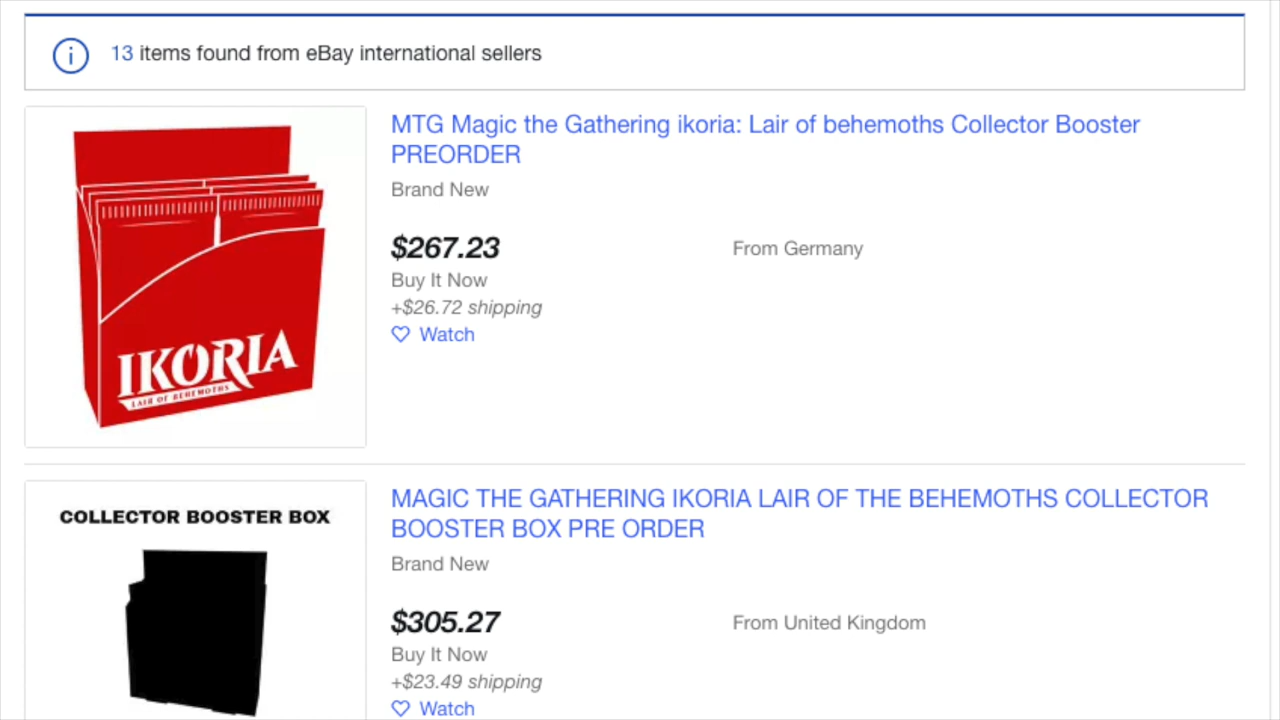 13 items found from eBay international sellers
MTG Magic the Gathering ikoria: Lair of behemoths Collector Booster
PREORDER
Brand New
$267.23
From Germany
Buy It Now
+$26.72 shipping
Watch
IKORIA
LAIR OF BEHEMOTHS
COLLECTOR BOOSTER BOX
MAGIC THE GATHERING IKORIA LAIR OF THE BEHEMOTHS COLLECTOR
BOOSTER BOX PRE ORDER
Brand New
$305.27
From United Kingdom
Buy It Now
+$23.49 shipping
Watch